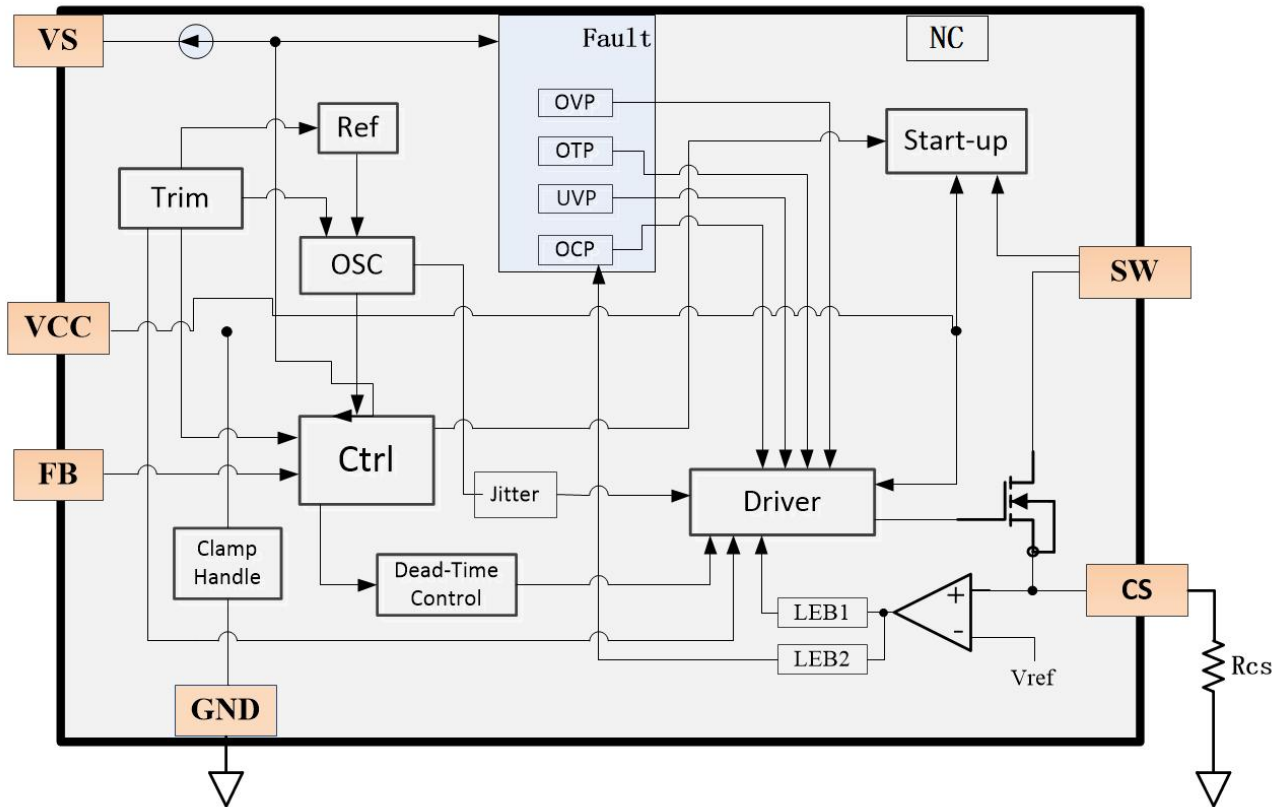 VS
Fault
NC
OVP
Ref
Start-up
OTP
Trim
UVP
OSC
OCP
SW
VCC
Ctrl
FB
Jitter
Driver
Clamp
Handle
Dead-Time
Control
CS
LEB1
+
-
LEB2
Vref
Rcs
GND